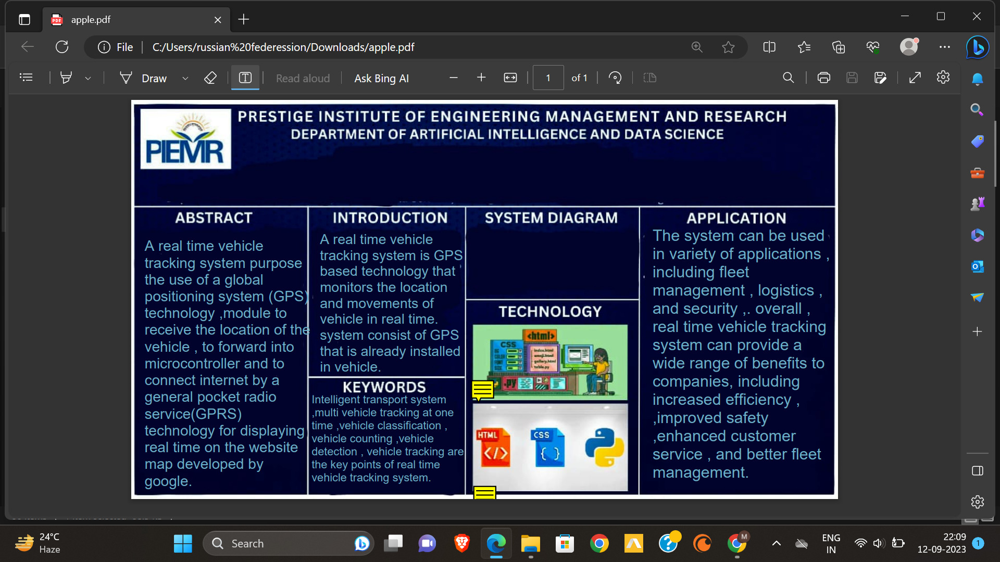 apple.pdf
File
C:/Users/russian%20federession/Downloads/apple.pdf
Draw
Read aloud
Ask Bing AI
1
of 1
PIEMR
PRESTIGE INSTITUTE OF ENGINEERING MANAGEMENT AND RESEARCH
DEPARTMENT OF ARTIFICIAL INTELLIGENCE AND DATA SCIENCE
ABSTRACT
A real time vehicle
tracking system purpose
the use of a global
positioning system (GPS)
technology ,module to
receive the location of the
vehicle , to forward into
microcontroller and to
connect internet by a
general pocket radio
service(GPRS)
technology for displaying
real time on the website
map developed by
google.
INTRODUCTION
A real time vehicle
tracking system is GPS
based technology that
monitors the location
and movements of
vehicle in real time.
system consist of GPS
that is already installed
in vehicle.
KEYWORDS
Intelligent transport system
,multi vehicle tracking at one
time ,vehicle classification ,
vehicle counting ,vehicle
detection , vehicle tracking are
the key points of real time
vehicle tracking system.
SYSTEM DIAGRAM
TECHNOLOGY
<html>
CSS
index.html
gallery.html
table.py
.py
HTML
CSS
APPLICATION
The system can be used
in variety of applications ,
including fleet
management , logistics ,
and security ,. overall ,
real time vehicle tracking
system can provide a
wide range of benefits to
companies, including
increased efficiency ,
,improved safety
,enhanced customer
service , and better fleet
management.
24°C
Haze
Search
M
ENG
IN
22:09
12-09-2023
1